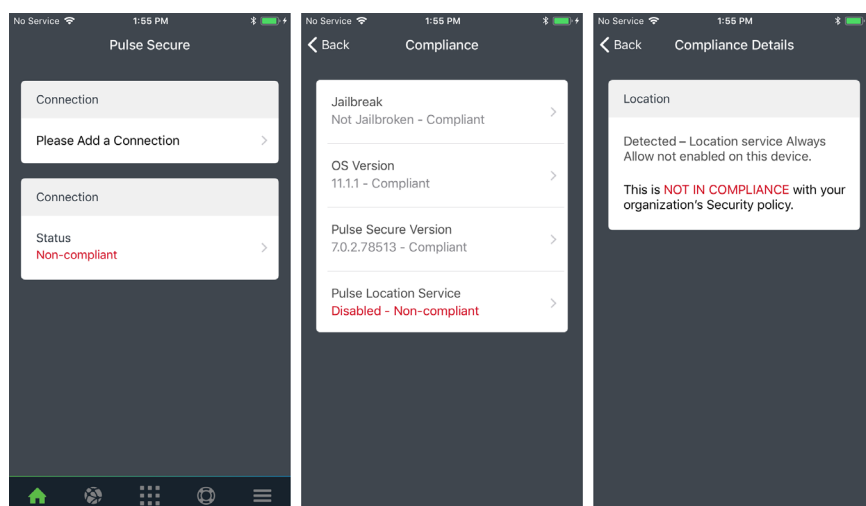 No Service 1:55 PM
Pulse Secure
Connection
Please Add a Connection
Connection
Status
Non-compliant
No Service 1:55 PM
Back Compliance
Jailbreak
Not Jailbroken - Compliant
OS Version
11.1.1 - Compliant
Pulse Secure Version
7.0.2.78513 - Compliant
Pulse Location Service
Disabled - Non-compliant
No Service 1:55 PM
Back Compliance Details
Location
Detected – Location service Always
Allow not enabled on this device.
This is NOT IN COMPLIANCE with your
organization's Security policy.